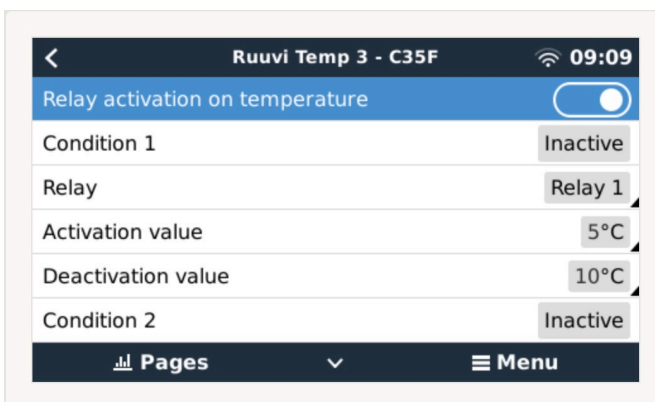 Ruuvi Temp 3 - C35F 09:09
Relay activation on temperature
Condition 1 Inactive
Relay Relay 1
Activation value 5°C
Deactivation value 10°C
Condition 2 Inactive
Pages Menu